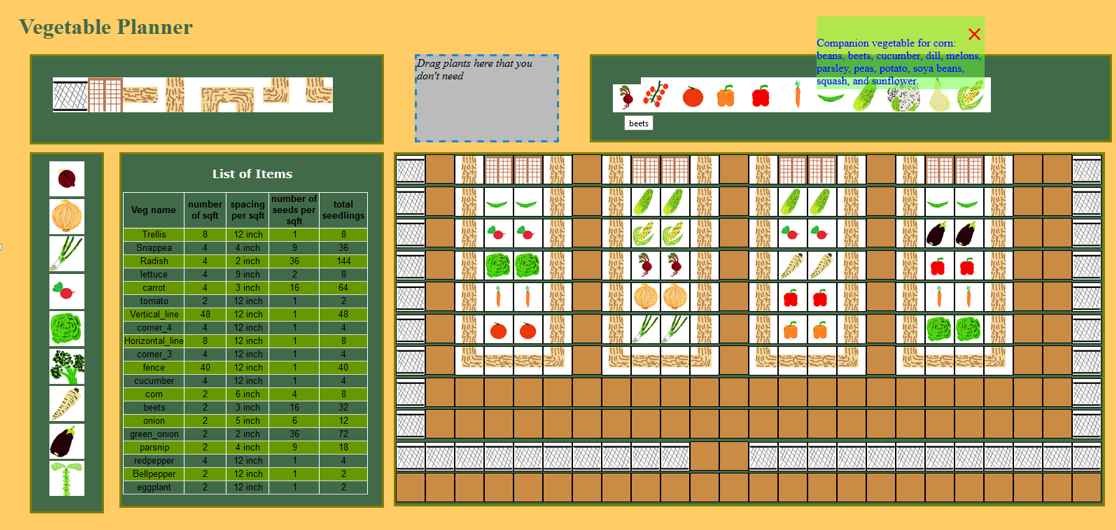 Vegetable Planner
Companion vegetable for corn:
beans, beets, cucumber, dill, melons,
parsley, peas, potato, soya beans,
squash, and sunflower.
Drag plants here that you
don't need
beets
List of Items
Veg name number of sqft spacing per sqft number of seeds per sqft total seedlings
Trellis 8 12 inch 1 8
Snappea 4 4 inch 9 36
Radish 4 2 inch 36 144
lettuce 4 9 inch 2 8
carrot 4 3 inch 16 64
tomato 2 12 inch 1 2
Vertical_line 48 12 inch 1 48
corner_4 4 12 inch 1 4
Horizontal_line 8 12 inch 1 8
corner_3 4 12 inch 1 4
fence 40 12 inch 1 40
cucumber 4 12 inch 1 4
corn 2 6 inch 4 8
beets 2 3 inch 16 32
onion 2 5 inch 6 12
green_onion 2 2 inch 36 72
parsnip 2 4 inch 9 18
redpepper 4 12 inch 1 4
Bellpepper 2 12 inch 1 2
eggplant 2 12 inch 1 2